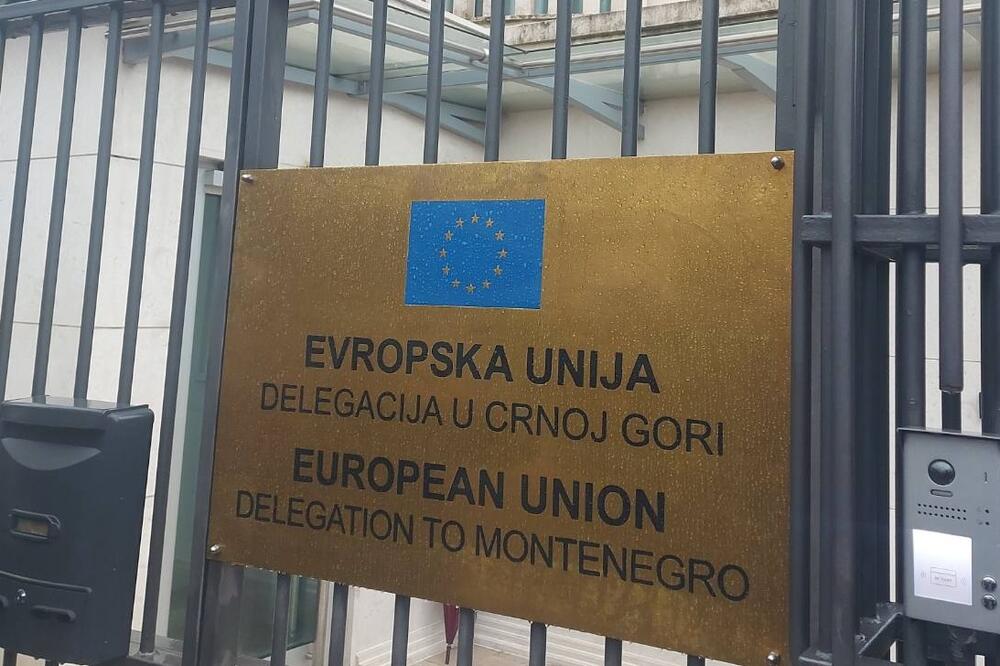 EVROPSKA UNIJA
DELEGACIJA U CRNOJ GORI
EUROPEAN UNION
DELEGATION TO MONTENEGRO